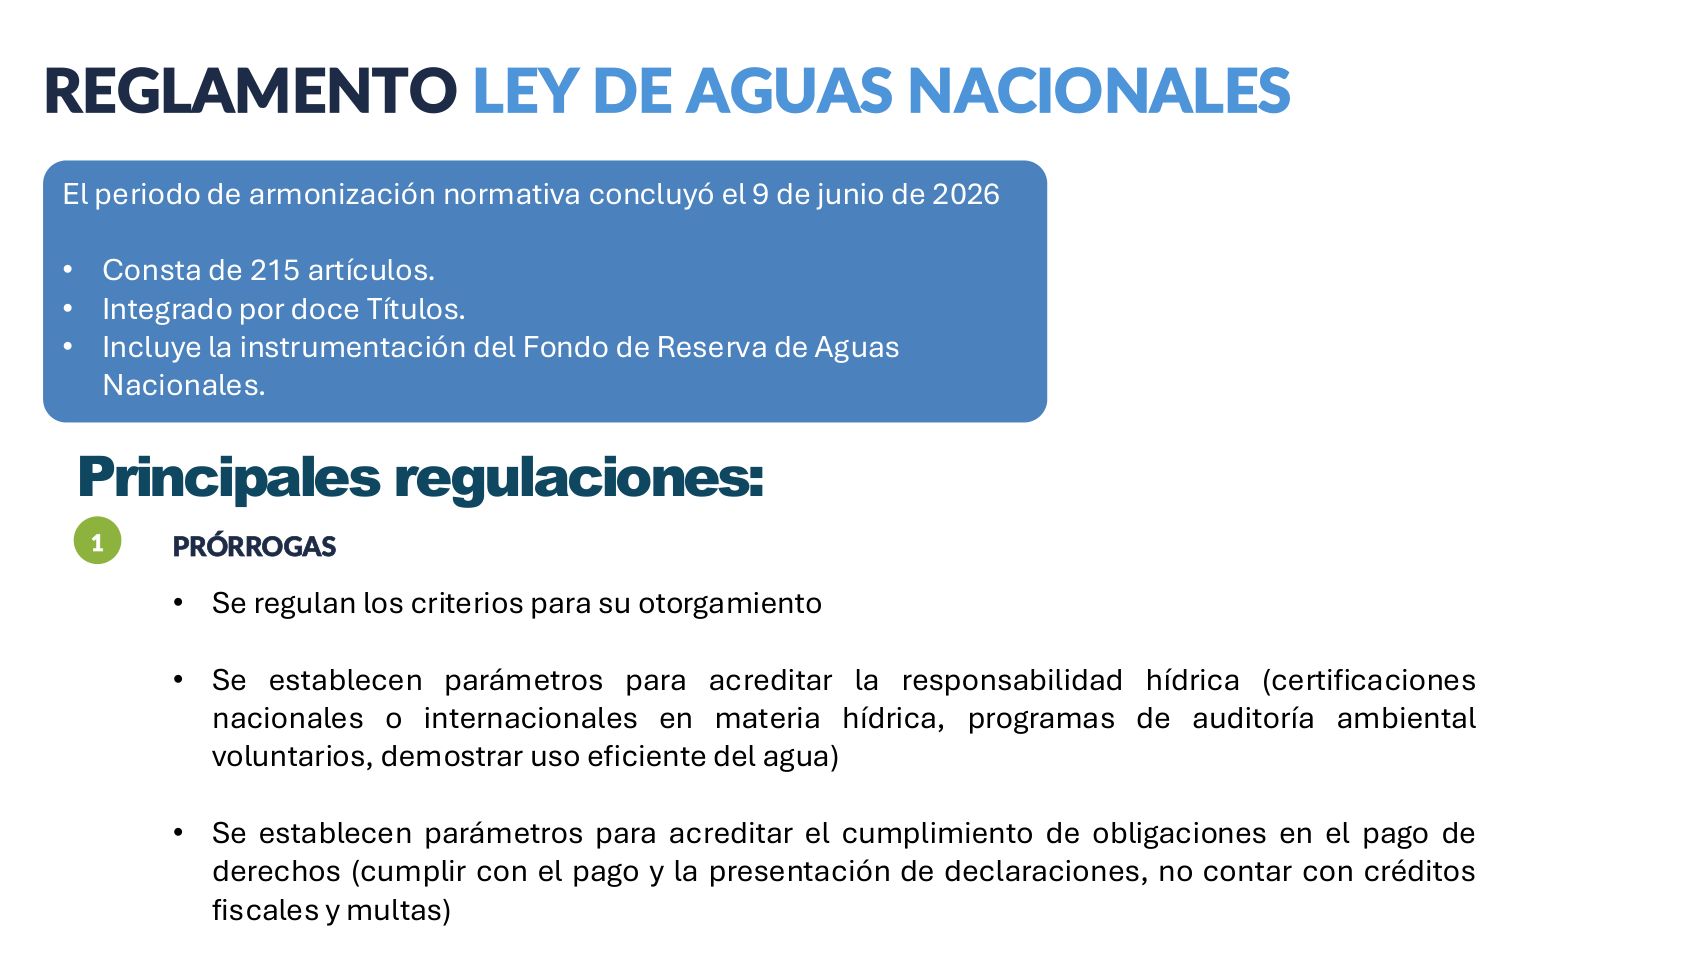 REGLAMENTO LEY DE AGUAS NACIONALES
El periodo de armonización normativa concluyó el 9 de junio de 2026
• Consta de 215 artículos.
• Integrado por doce Títulos.
• Incluye la instrumentación del Fondo de Reserva de Aguas
Nacionales.
Principales regulaciones:
1 PRÓRROGAS
• Se regulan los criterios para su otorgamiento
• Se establecen parámetros para acreditar la responsabilidad hídrica (certificaciones
nacionales o internacionales en materia hídrica, programas de auditoría ambiental
voluntarios, demostrar uso eficiente del agua)
• Se establecen parámetros para acreditar el cumplimiento de obligaciones en el pago de
derechos (cumplir con el pago y la presentación de declaraciones, no contar con créditos
fiscales y multas)